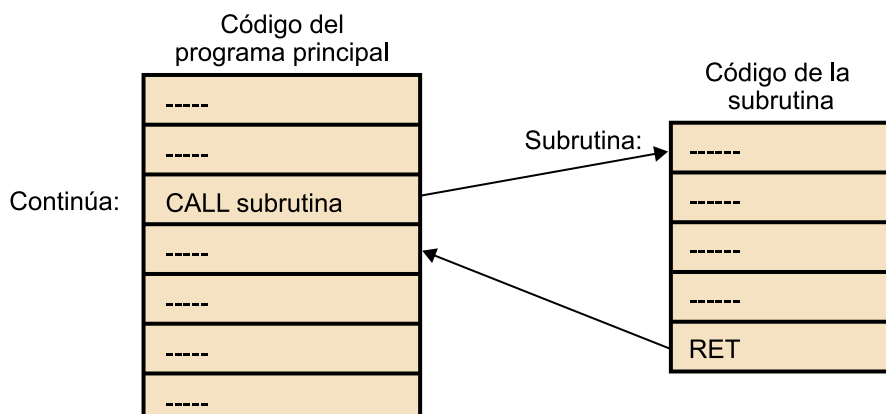 Código del
programa principal
-----
-----
Continúa:
CALL subrutina
-----
-----
-----
-----
Código de la
subrutina
Subrutina:
------
------
------
------
RET